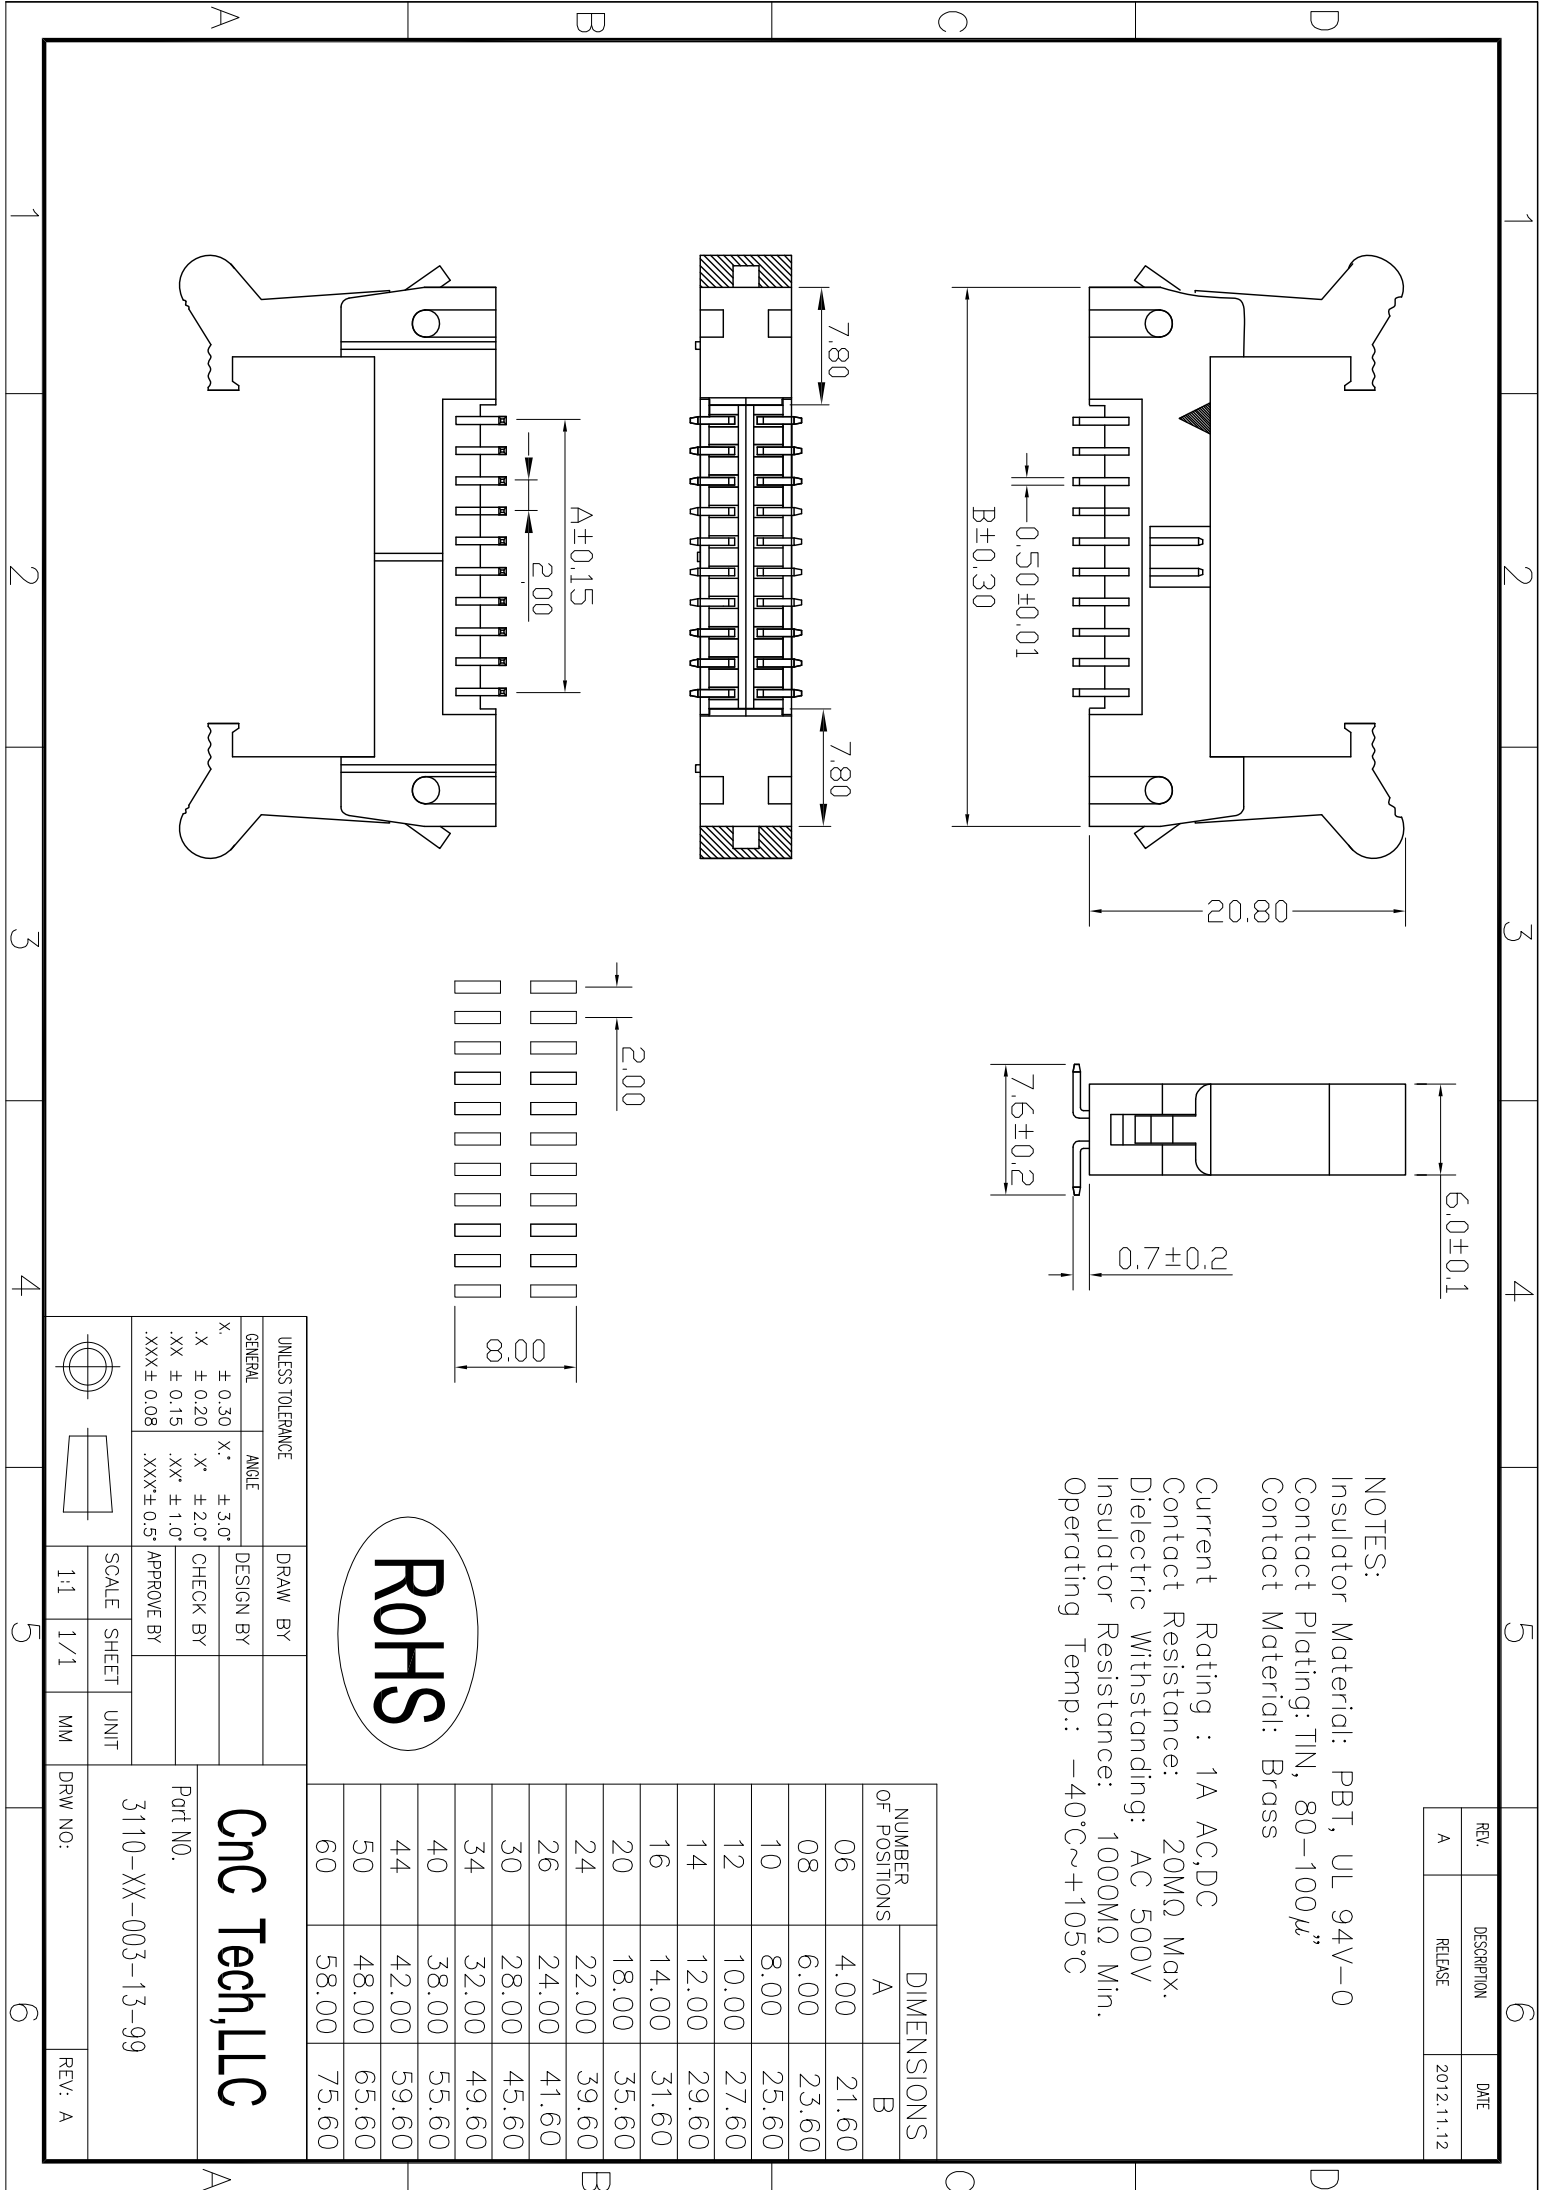 REV. DESCRIPTION DATE
A RELEASE 2012.11.12
1 2 3 4 5 6
D
C
B
A
20.80
B±0.30
0.50±0.01
7.80
7.80
A±0.15
2.00
6.0±0.1
0.7±0.2
7.6±0.2
2.00
8.00
NOTES:
Insulator Material: PBT, UL 94V-0
Contact Plating: TIN, 80-100μ"
Contact Material: Brass
Current Rating : 1A AC,DC
Contact Resistance: 20MΩ Max.
Dielectric Withstanding: AC 500V
Insulator Resistance: 1000MΩ Min.
Operating Temp.: -40°C~+105°C
NUMBER OF POSITIONS DIMENSIONS
A B
06 4.00 21.60
08 6.00 23.60
10 8.00 25.60
12 10.00 27.60
14 12.00 29.60
16 14.00 31.60
20 18.00 35.60
24 22.00 39.60
26 24.00 41.60
30 28.00 45.60
34 32.00 49.60
40 38.00 55.60
44 42.00 59.60
50 48.00 65.60
60 58.00 75.60
RoHS
UNLESS TOLERANCE
GENERAL ANGLE
X. ± 0.30 X.° ± 3.0°
.X ± 0.20 .X° ± 2.0°
.XX ± 0.15 .XX° ± 1.0°
.XXX ± 0.08 .XXX° ± 0.5°
DRAW BY
DESIGN BY
CHECK BY
APPROVE BY
SCALE SHEET UNIT
1:1 1/1 MM
CnC Tech,LLC
Part NO.
3110-XX-003-13-99
DRW NO: REV: A
1 2 3 4 5 6
D
C
B
A